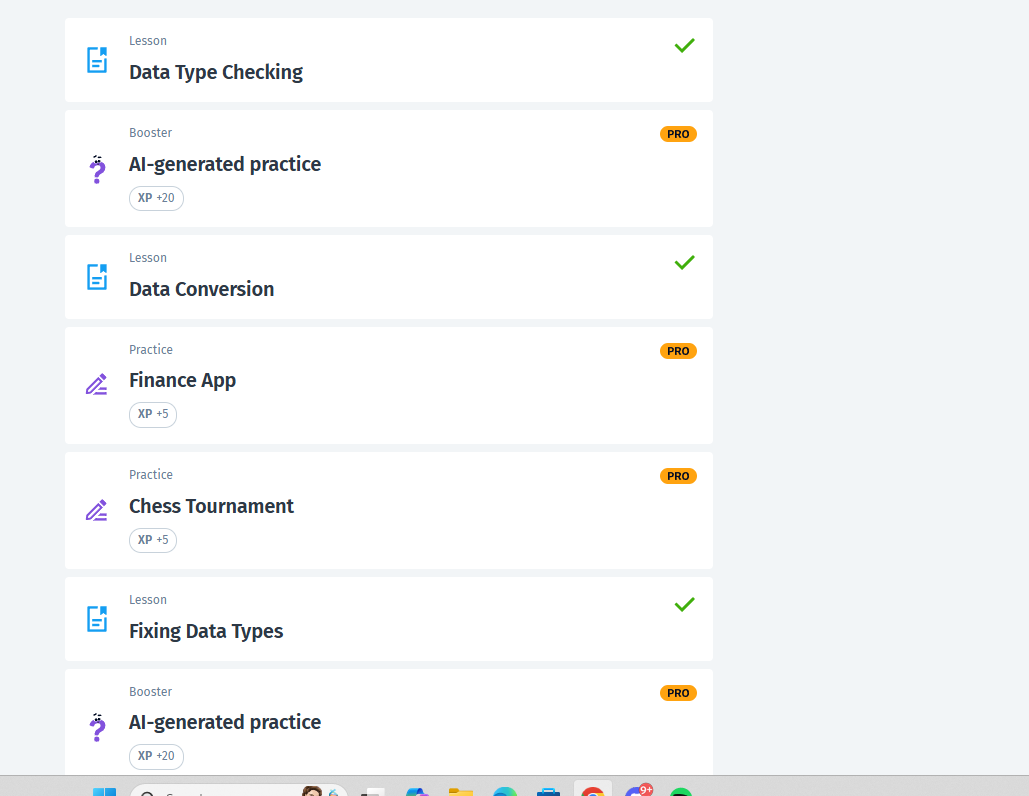 Lesson
Data Type Checking
Booster
PRO
AI-generated practice
XP +20
Lesson
Data Conversion
Practice
PRO
Finance App
XP +5
Practice
PRO
Chess Tournament
XP +5
Lesson
Fixing Data Types
Booster
PRO
AI-generated practice
XP +20
9+